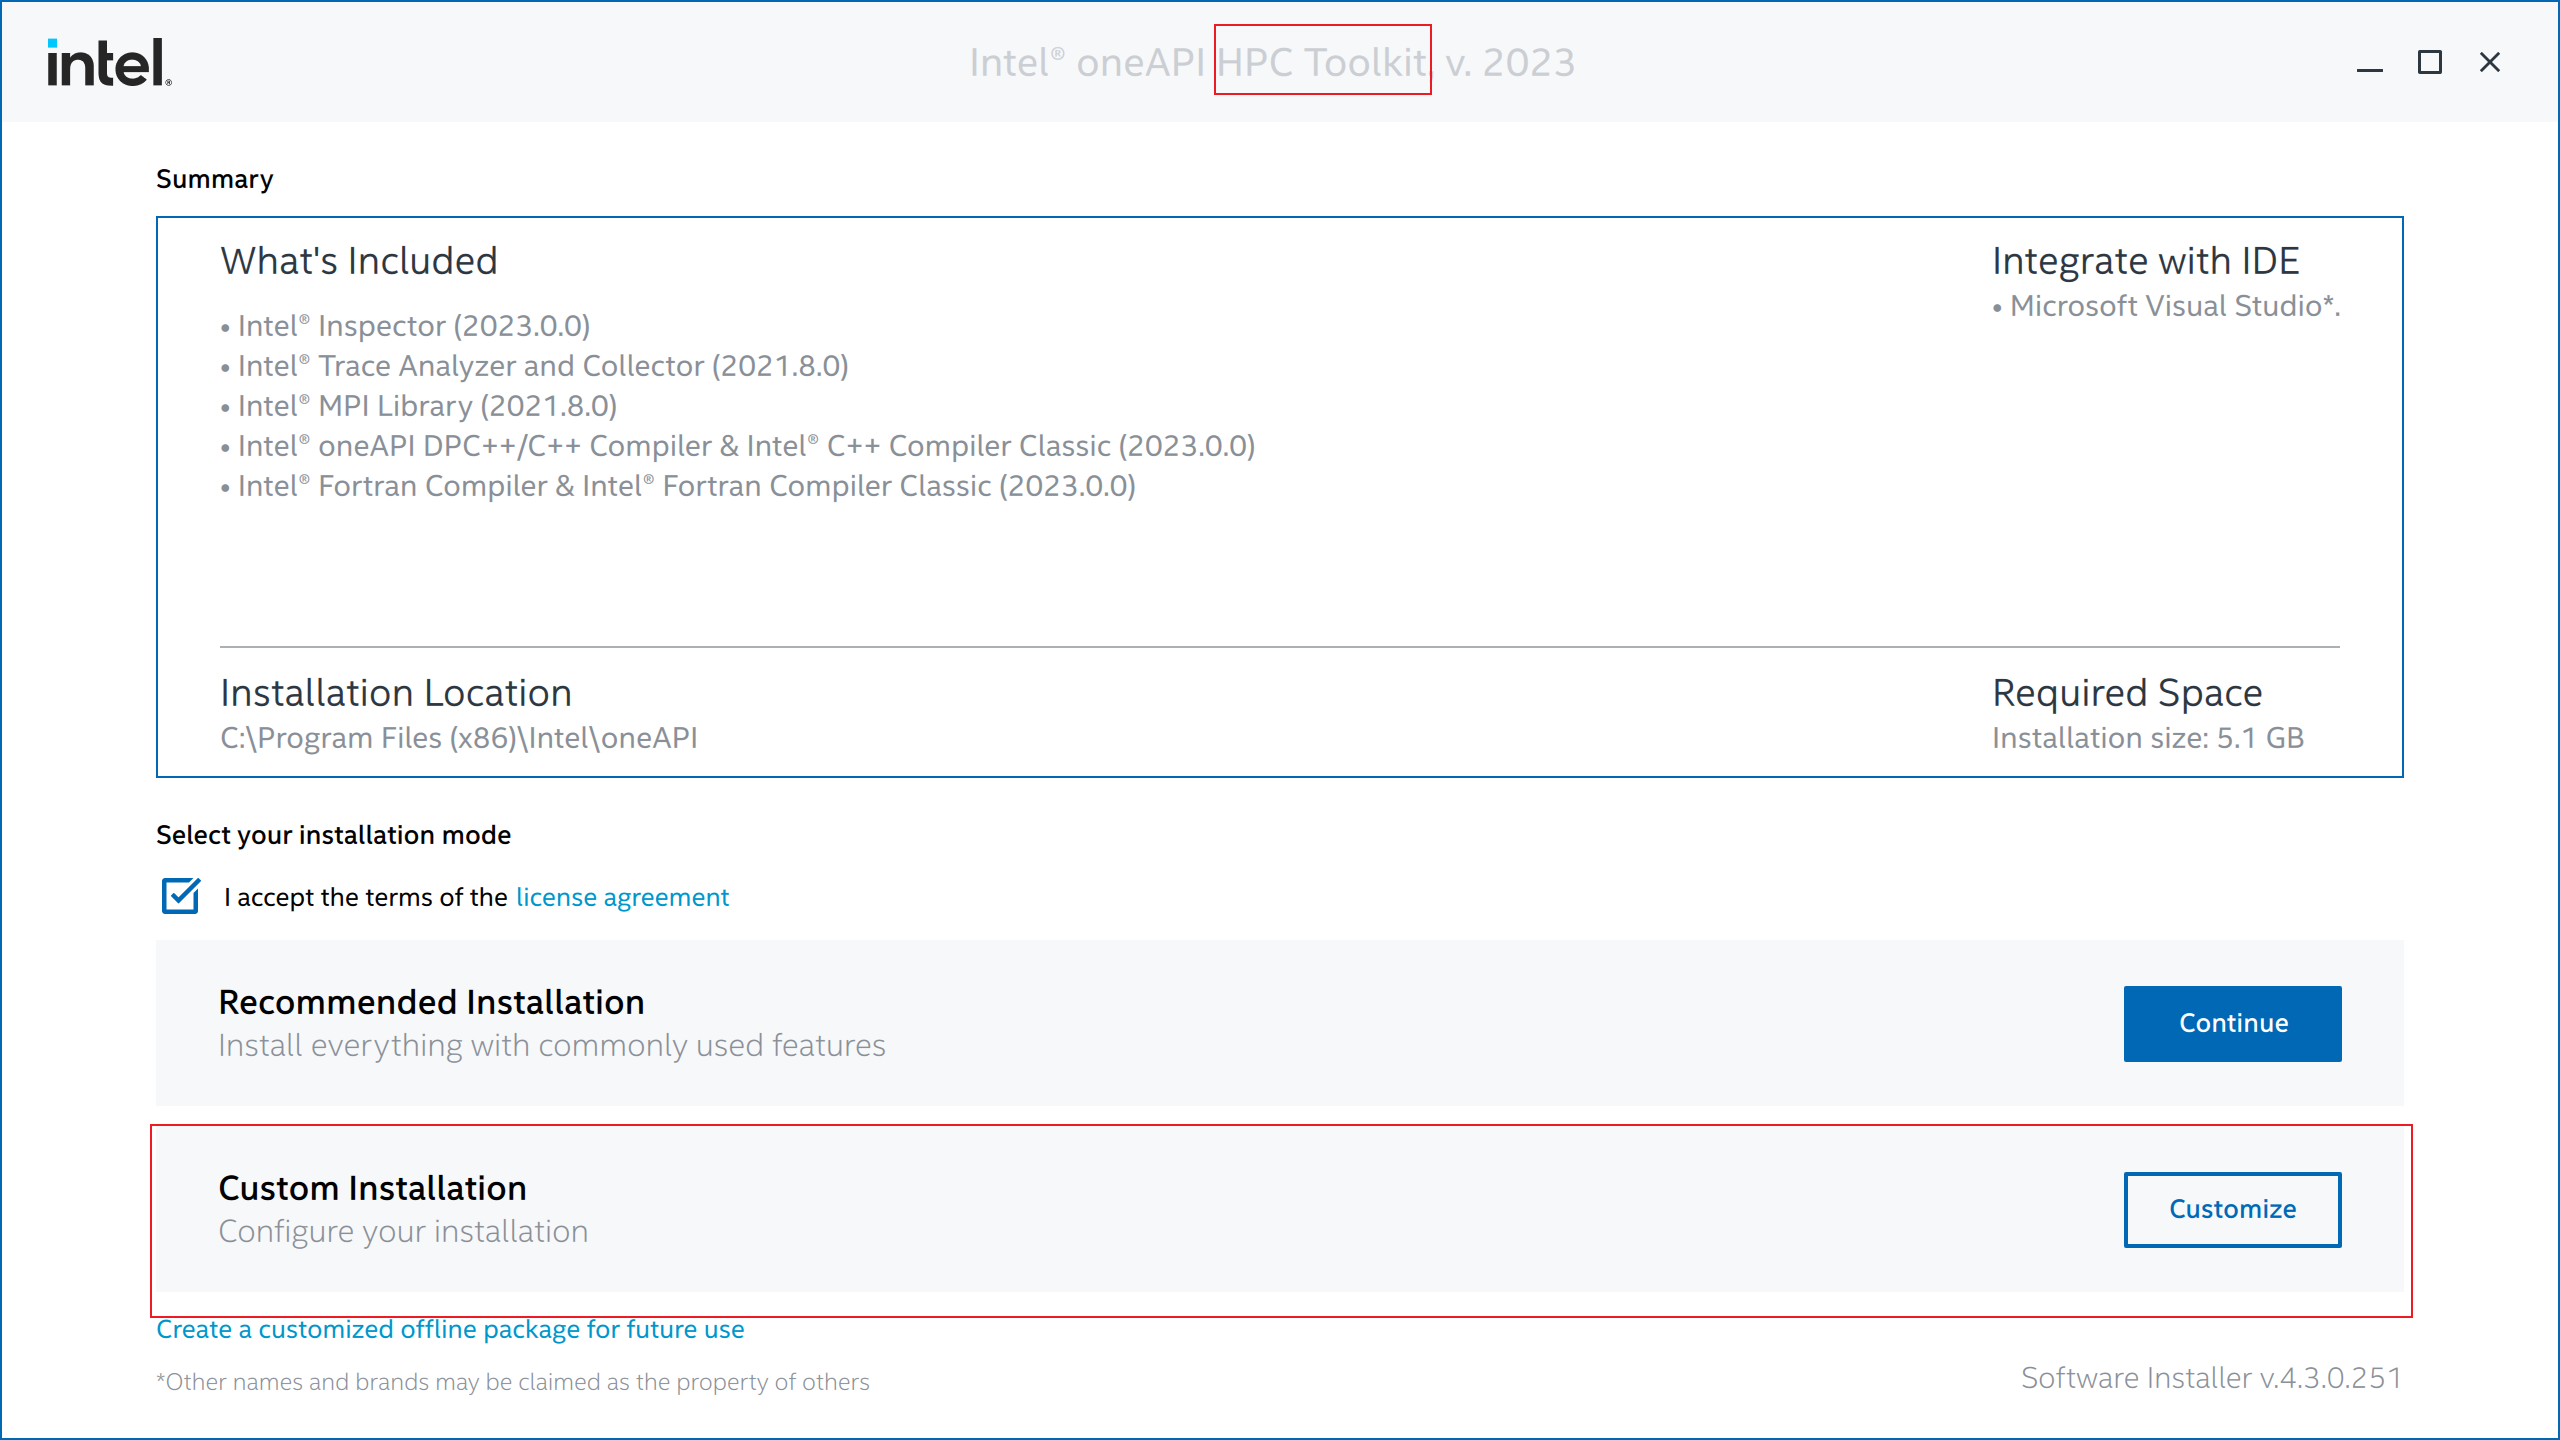 intel®
Intel® oneAPI HPC Toolkit, v. 2023
Summary
What's Included
• Intel® Inspector (2023.0.0)
• Intel® Trace Analyzer and Collector (2021.8.0)
• Intel® MPI Library (2021.8.0)
• Intel® oneAPI DPC++/C++ Compiler & Intel® C++ Compiler Classic (2023.0.0)
• Intel® Fortran Compiler & Intel® Fortran Compiler Classic (2023.0.0)
Integrate with IDE
• Microsoft Visual Studio*.
Installation Location
C:\Program Files (x86)\Intel\oneAPI
Required Space
Installation size: 5.1 GB
Select your installation mode
I accept the terms of the license agreement
Recommended Installation
Install everything with commonly used features
Continue
Custom Installation
Configure your installation
Customize
Create a customized offline package for future use
*Other names and brands may be claimed as the property of others
Software Installer v.4.3.0.251